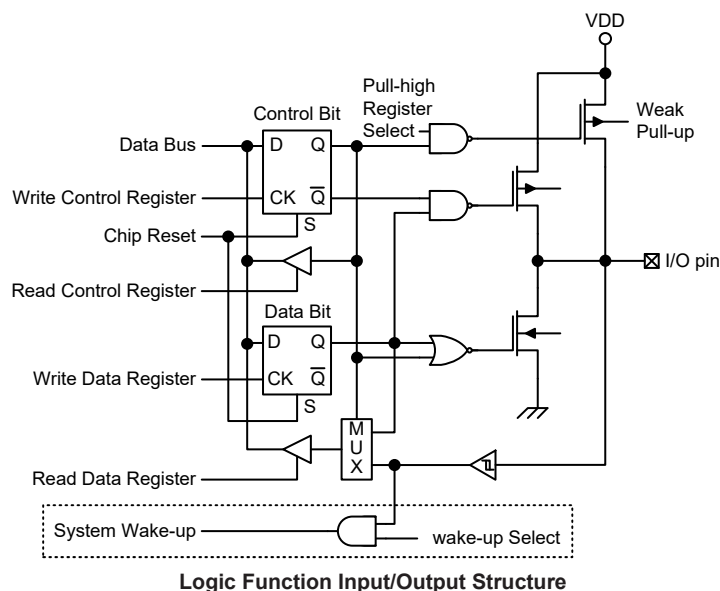 VDD
Pull-high
Register
Select
Control Bit
Weak
Pull-up
Data Bus
D
Q
Write Control Register
CK
Q̅
S
Chip Reset
I/O pin
Read Control Register
Data Bit
D
Q
Write Data Register
CK
Q̅
S
M
U
X
Read Data Register
System Wake-up
wake-up Select
Logic Function Input/Output Structure